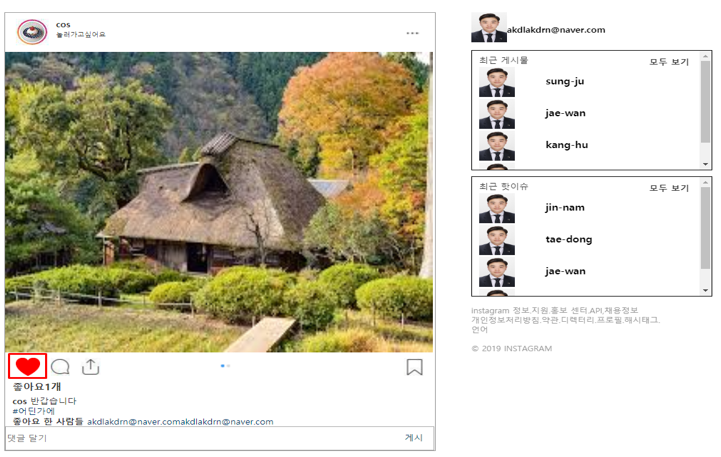 cos
놀러가고싶어요
좋아요1개
cos 반갑습니다
#어딘가에
좋아요 한 사람들 akdlakdrn@naver.comakdlakdrn@naver.com
댓글 달기 게시
akdlakdrn@naver.com
최근 게시물 모두 보기
sung-ju
jae-wan
kang-hu
최근 핫이슈 모두 보기
jin-nam
tae-dong
jae-wan
instagram 정보.지원.홍보 센터.API.채용정보
개인정보처리방침.약관.디렉터리.프로필.해시태그.
언어
© 2019 INSTAGRAM